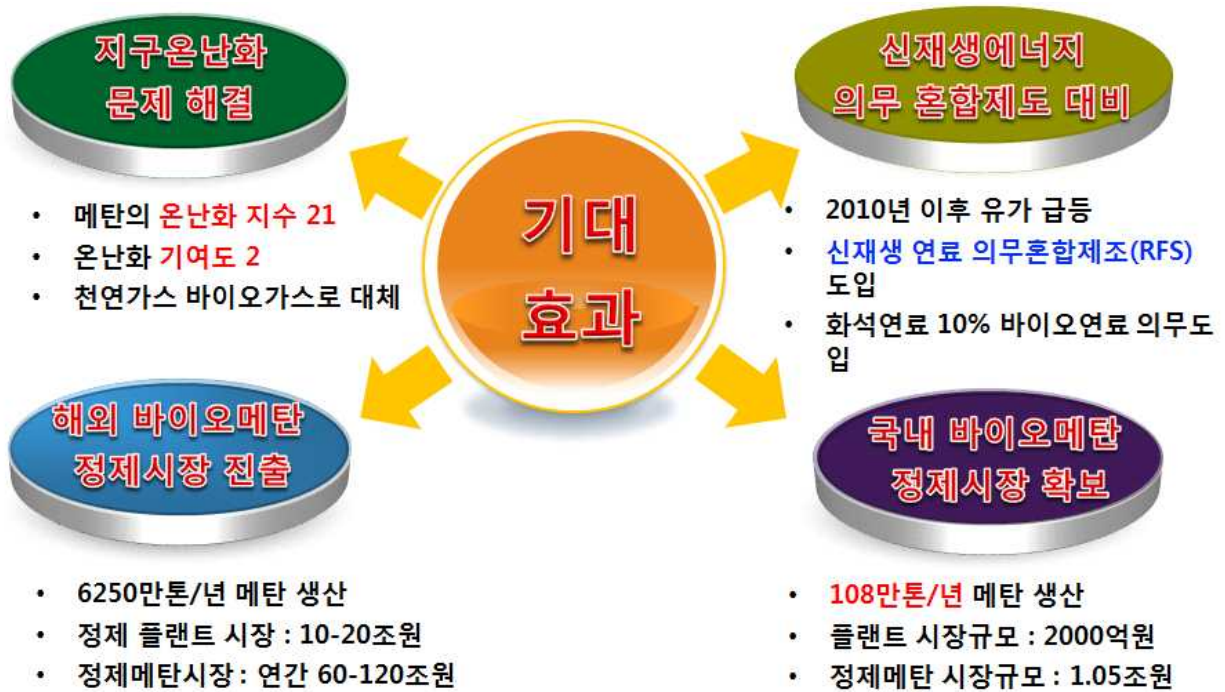 지구온난화
문제 해결
• 메탄의 온난화 지수 21
• 온난화 기여도 2
• 천연가스 바이오가스로 대체
신재생에너지
의무 혼합제도 대비
• 2010년 이후 유가 급등
• 신재생 연료 의무혼합제조(RFS)
도입
• 화석연료 10% 바이오연료 의무도
입
기대
효과
해외 바이오메탄
정제시장 진출
• 6250만톤/년 메탄 생산
• 정제 플랜트 시장 : 10-20조원
• 정제메탄시장 : 연간 60-120조원
국내 바이오메탄
정제시장 확보
• 108만톤/년 메탄 생산
• 플랜트 시장규모 : 2000억원
• 정제메탄 시장규모 : 1.05조원